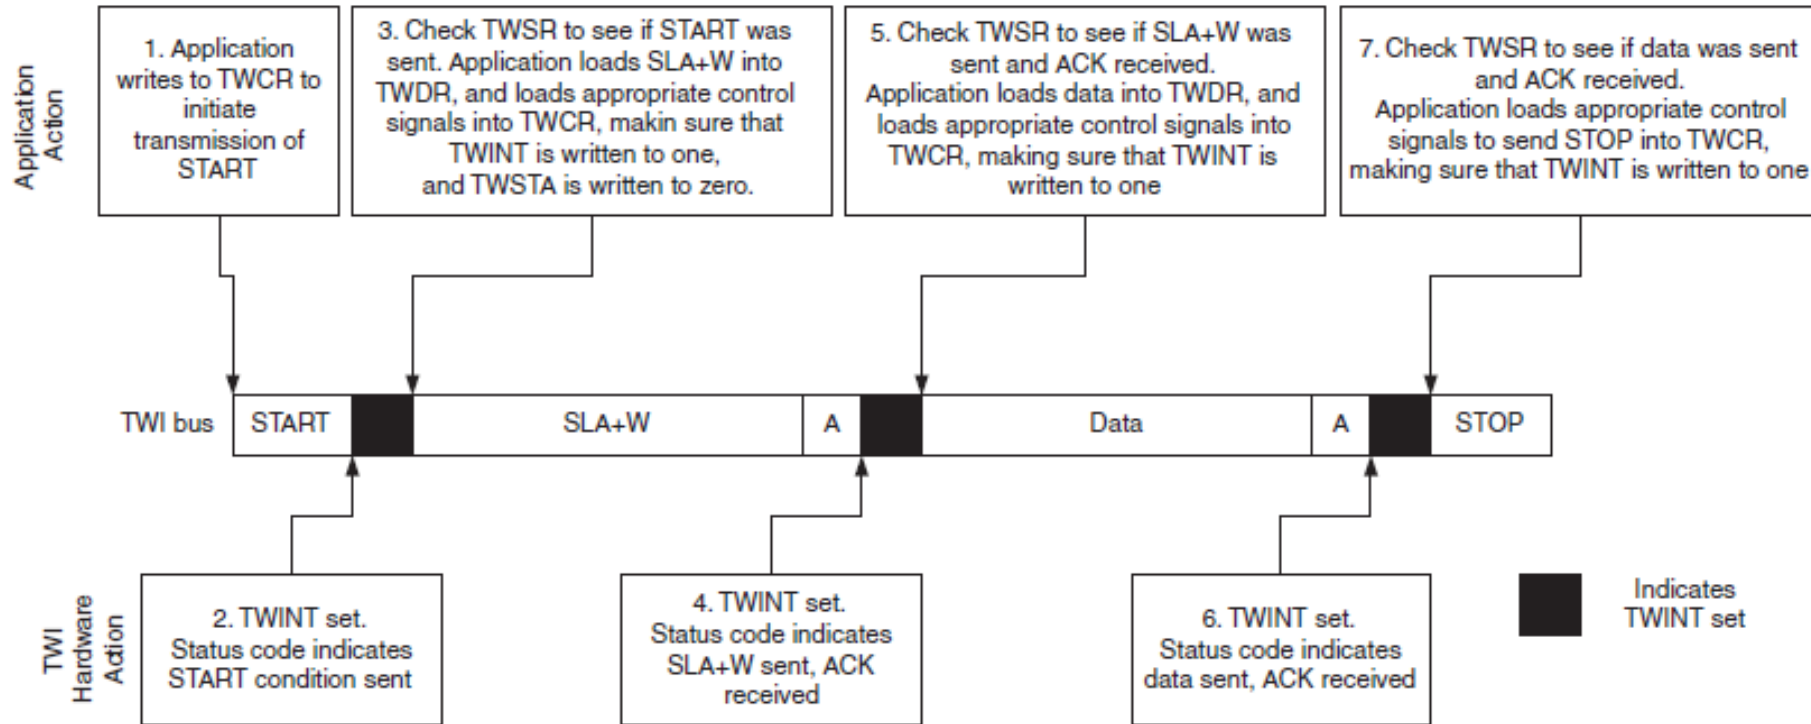 Application
Action
1. Application
writes to TWCR to
initiate
transmission of
START
3. Check TWSR to see if START was
sent. Application loads SLA+W into
TWDR, and loads appropriate control
signals into TWCR, makin sure that
TWINT is written to one,
and TWSTA is written to zero.
5. Check TWSR to see if SLA+W was
sent and ACK received.
Application loads data into TWDR, and
loads appropriate control signals into
TWCR, making sure that TWINT is
written to one
7. Check TWSR to see if data was sent
and ACK received.
Application loads appropriate control
signals to send STOP into TWCR,
making sure that TWINT is written to one
TWI bus
START
SLA+W
A
Data
A
STOP
TWI
Hardware
Action
2. TWINT set.
Status code indicates
START condition sent
4. TWINT set.
Status code indicates
SLA+W sent, ACK
received
6. TWINT set.
Status code indicates
data sent, ACK received
Indicates
TWINT set